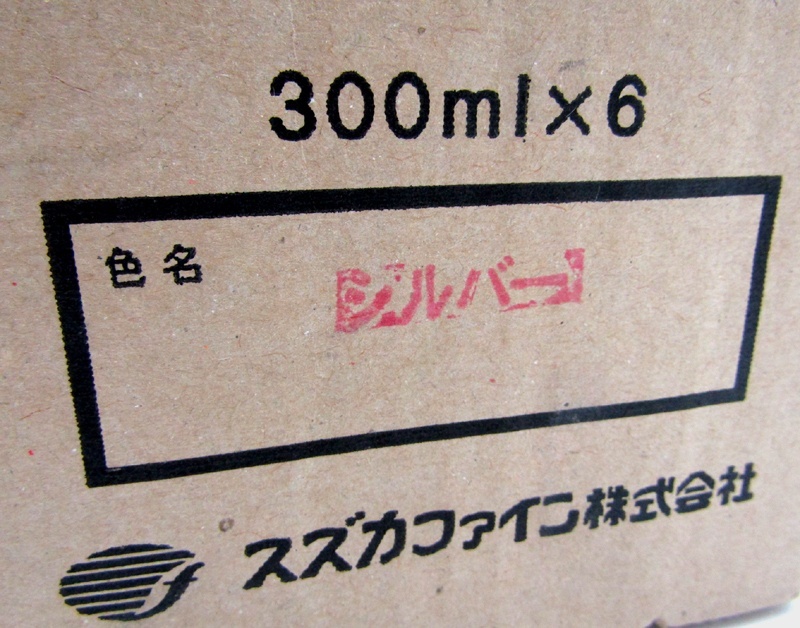 300ml×6
色名
シルバー
スズカファイン株式会社